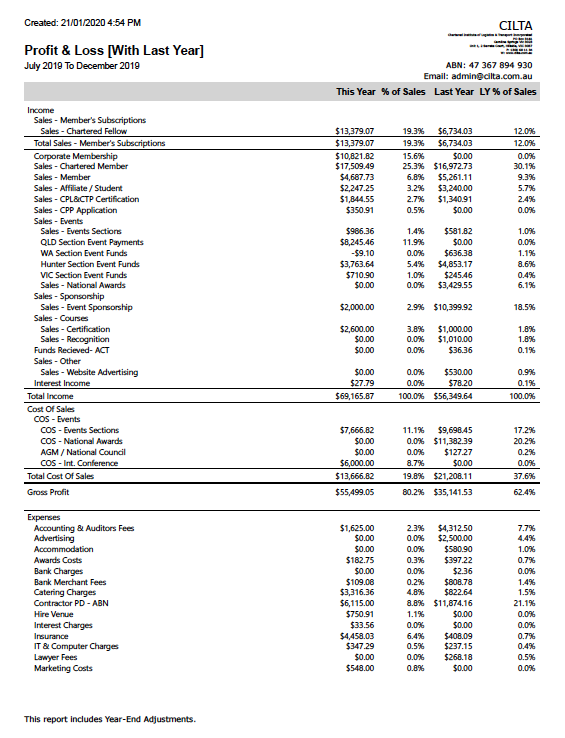 Created: 21/01/2020 4:54 PM
CILTA
Profit & Loss [With Last Year]
July 2019 To December 2019
ABN: 47 367 894 930
Email: admin@cilta.com.au
This Year % of Sales Last Year LY % of Sales
Income
Sales - Member's Subscriptions
Sales - Chartered Fellow $13,379.07 19.3% $6,734.03 12.0%
Total Sales - Member's Subscriptions $13,379.07 19.3% $6,734.03 12.0%
Corporate Membership $10,821.82 15.6% $0.00 0.0%
Sales - Chartered Member $17,509.49 25.3% $16,972.73 30.1%
Sales - Member $4,687.73 6.8% $5,261.11 9.3%
Sales - Affiliate / Student $2,247.25 3.2% $3,240.00 5.7%
Sales - CPL&CTP Certification $1,844.55 2.7% $1,340.91 2.4%
Sales - CPP Application $350.91 0.5% $0.00 0.0%
Sales - Events
Sales - Events Sections $986.36 1.4% $581.82 1.0%
QLD Section Event Payments $8,245.46 11.9% $0.00 0.0%
WA Section Event Funds -$9.10 0.0% $636.38 1.1%
Hunter Section Event Funds $3,763.64 5.4% $4,853.17 8.6%
VIC Section Event Funds $710.90 1.0% $245.46 0.4%
Sales - National Awards $0.00 0.0% $3,429.55 6.1%
Sales - Sponsorship
Sales - Event Sponsorship $2,000.00 2.9% $10,399.92 18.5%
Sales - Courses
Sales - Certification $2,600.00 3.8% $1,000.00 1.8%
Sales - Recognition $0.00 0.0% $1,010.00 1.8%
Funds Recieved- ACT $0.00 0.0% $36.36 0.1%
Sales - Other
Sales - Website Advertising $0.00 0.0% $530.00 0.9%
Interest Income $27.79 0.0% $78.20 0.1%
Total Income $69,165.87 100.0% $56,349.64 100.0%
Cost Of Sales
COS - Events
COS - Events Sections $7,666.82 11.1% $9,698.45 17.2%
COS - National Awards $0.00 0.0% $11,382.39 20.2%
AGM / National Council $0.00 0.0% $127.27 0.2%
COS - Int. Conference $6,000.00 8.7% $0.00 0.0%
Total Cost Of Sales $13,666.82 19.8% $21,208.11 37.6%
Gross Profit $55,499.05 80.2% $35,141.53 62.4%
Expenses
Accounting & Auditors Fees $1,625.00 2.3% $4,312.50 7.7%
Advertising $0.00 0.0% $2,500.00 4.4%
Accommodation $0.00 0.0% $580.90 1.0%
Awards Costs $182.75 0.3% $397.22 0.7%
Bank Charges $0.00 0.0% $2.36 0.0%
Bank Merchant Fees $109.08 0.2% $808.78 1.4%
Catering Charges $3,316.36 4.8% $822.64 1.5%
Contractor PD - ABN $6,115.00 8.8% $11,874.16 21.1%
Hire Venue $750.91 1.1% $0.00 0.0%
Interest Charges $33.56 0.0% $0.00 0.0%
Insurance $4,458.03 6.4% $408.09 0.7%
IT & Computer Charges $347.29 0.5% $237.15 0.4%
Lawyer Fees $0.00 0.0% $268.18 0.5%
Marketing Costs $548.00 0.8% $0.00 0.0%
This report includes Year-End Adjustments.